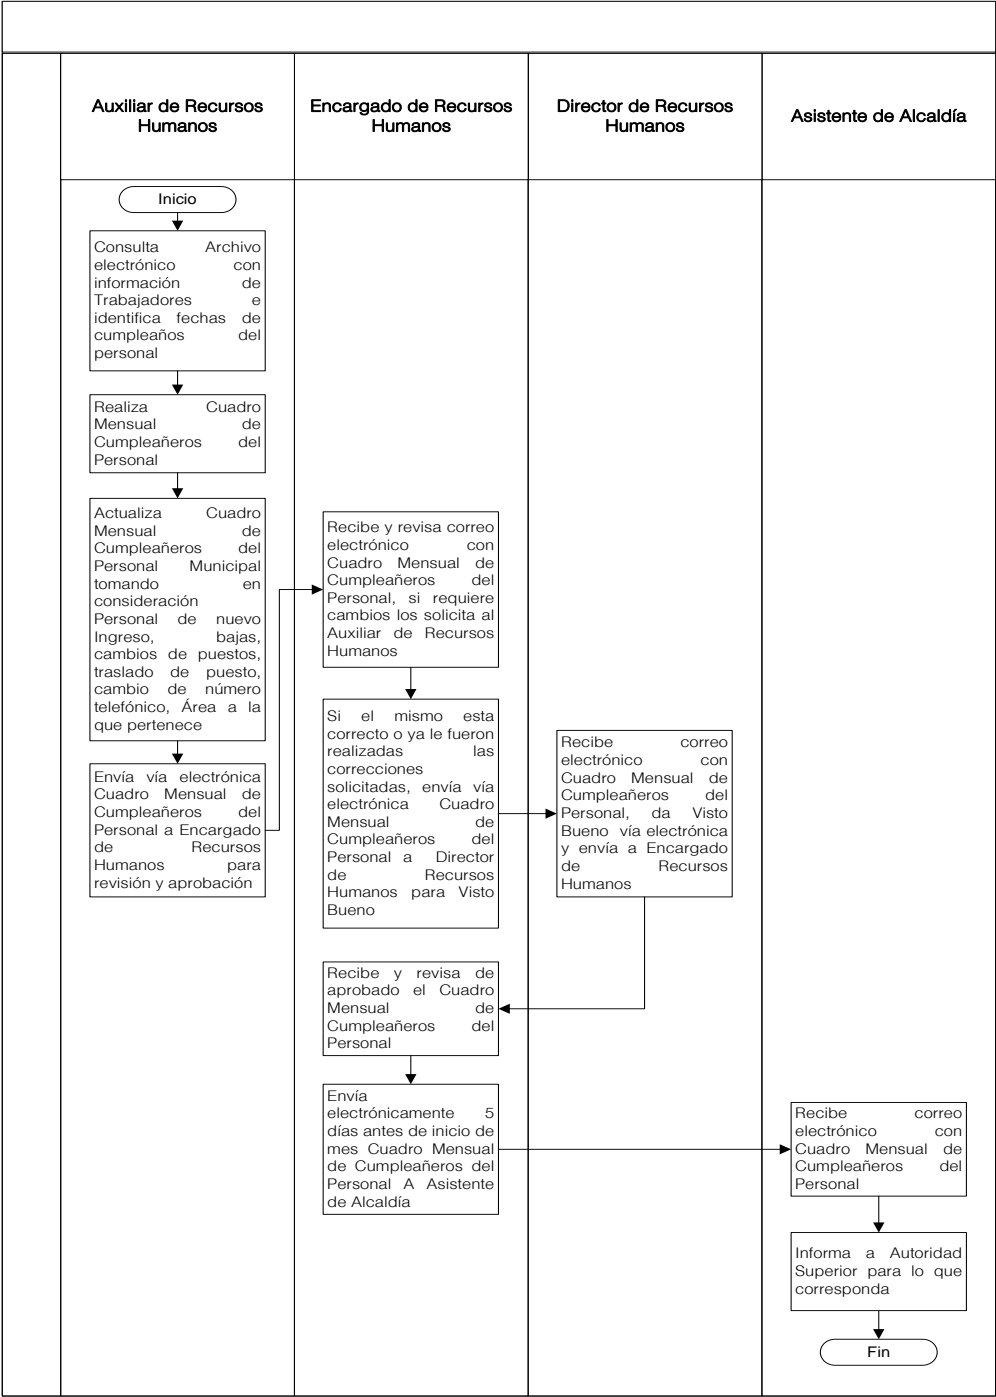 Auxiliar de Recursos
Humanos
Encargado de Recursos
Humanos
Director de Recursos
Humanos
Asistente de Alcaldía
Inicio
Consulta Archivo
electrónico con
información de
Trabajadores e
identifica fechas de
cumpleaños del
personal
Realiza Cuadro
Mensual de
Cumpleañeros del
Personal
Actualiza Cuadro
Mensual de
Cumpleañeros del
Personal Municipal
tomando en
consideración
Personal de nuevo
Ingreso, bajas,
cambios de puestos,
traslado de puesto,
cambio de número
telefónico, Área a la
que pertenece
Envía vía electrónica
Cuadro Mensual de
Cumpleañeros del
Personal a Encargado
de Recursos
Humanos para
revisión y aprobación
Recibe y revisa correo
electrónico con
Cuadro Mensual de
Cumpleañeros del
Personal, si requiere
cambios los solicita al
Auxiliar de Recursos
Humanos
Si el mismo esta
correcto o ya le fueron
realizadas las
correcciones
solicitadas, envía vía
electrónica Cuadro
Mensual de
Cumpleañeros del
Personal a Director
de Recursos
Humanos para Visto
Bueno
Recibe correo
electrónico con
Cuadro Mensual de
Cumpleañeros del
Personal, da Visto
Bueno vía electrónica
y envía a Encargado
de Recursos
Humanos
Recibe y revisa de
aprobado el Cuadro
Mensual de
Cumpleañeros del
Personal
Envía
electrónicamente 5
días antes de inicio de
mes Cuadro Mensual
de Cumpleañeros del
Personal A Asistente
de Alcaldía
Recibe correo
electrónico con
Cuadro Mensual de
Cumpleañeros del
Personal
Informa a Autoridad
Superior para lo que
corresponda
Fin